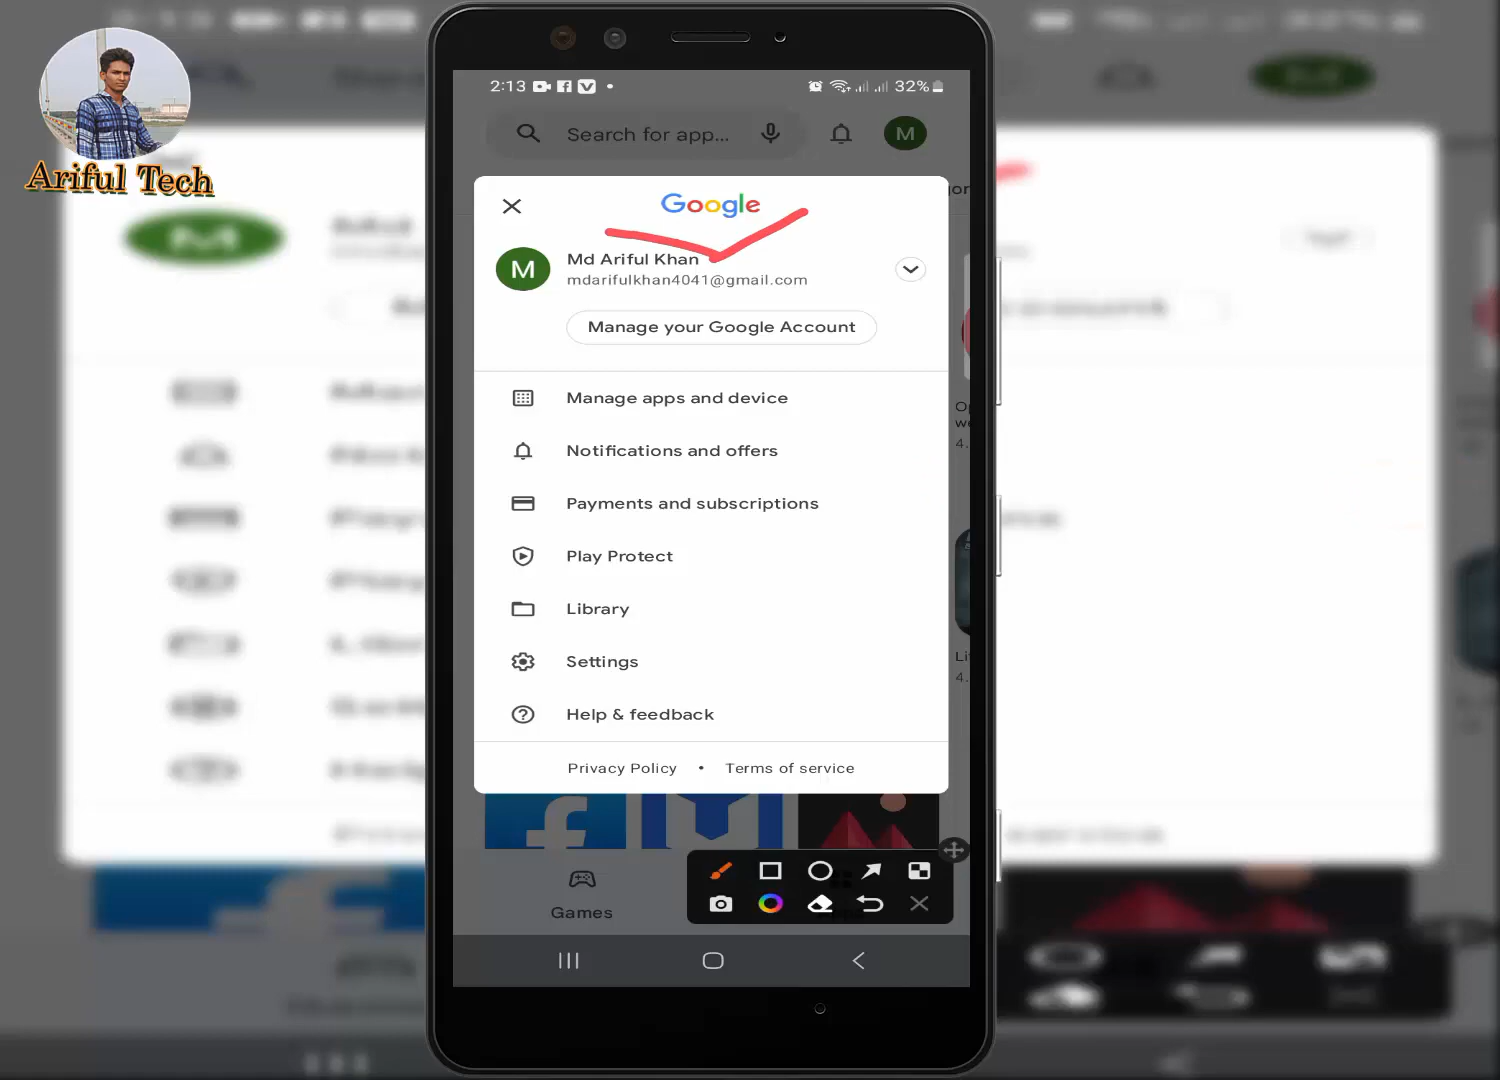 Ariful Tech
2:13
32%
Search for app...
M
Google
M
Md Ariful Khan
mdarifulkhan4041@gmail.com
Manage your Google Account
Manage apps and device
Notifications and offers
Payments and subscriptions
Play Protect
Library
Settings
Help & feedback
Privacy Policy • Terms of service
Games